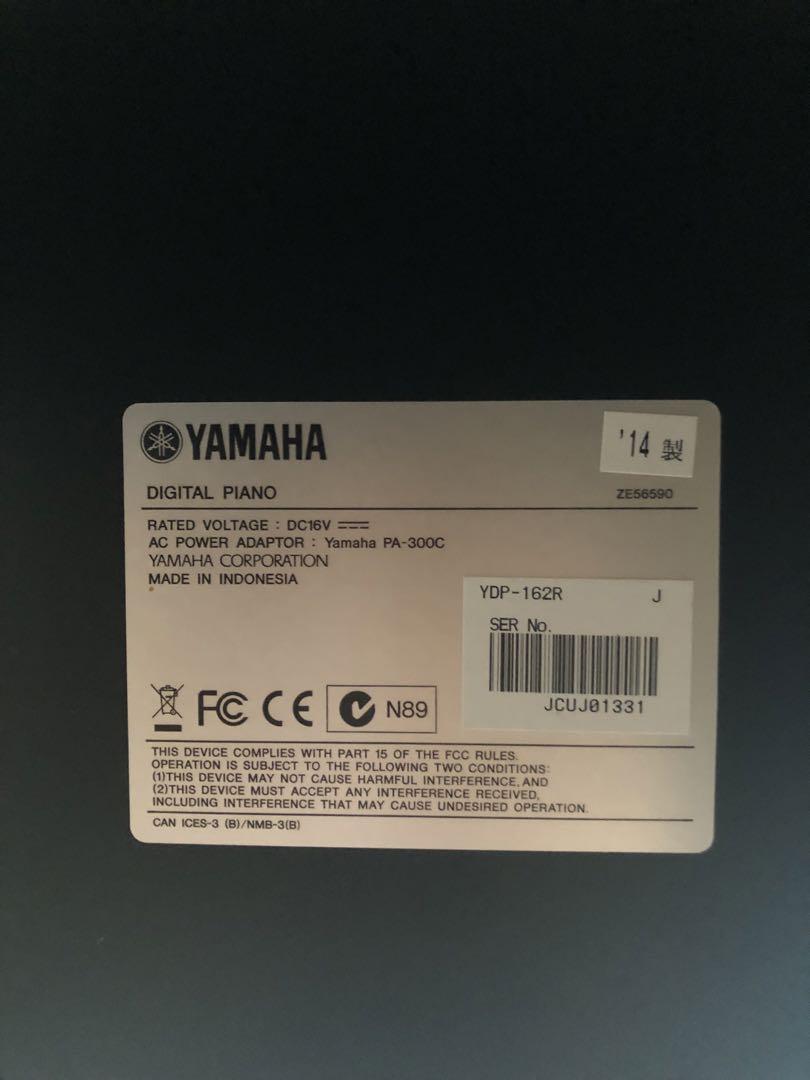 YAMAHA
'14 製
DIGITAL PIANO
ZE56590
RATED VOLTAGE : DC16V
AC POWER ADAPTOR : Yamaha PA-300C
YAMAHA CORPORATION
MADE IN INDONESIA
YDP-162R J
SER No.
JCUJ01331
FC CE N89
THIS DEVICE COMPLIES WITH PART 15 OF THE FCC RULES.
OPERATION IS SUBJECT TO THE FOLLOWING TWO CONDITIONS:
(1)THIS DEVICE MAY NOT CAUSE HARMFUL INTERFERENCE, AND
(2)THIS DEVICE MUST ACCEPT ANY INTERFERENCE RECEIVED,
INCLUDING INTERFERENCE THAT MAY CAUSE UNDESIRED OPERATION.
CAN ICES-3 (B)/NMB-3(B)